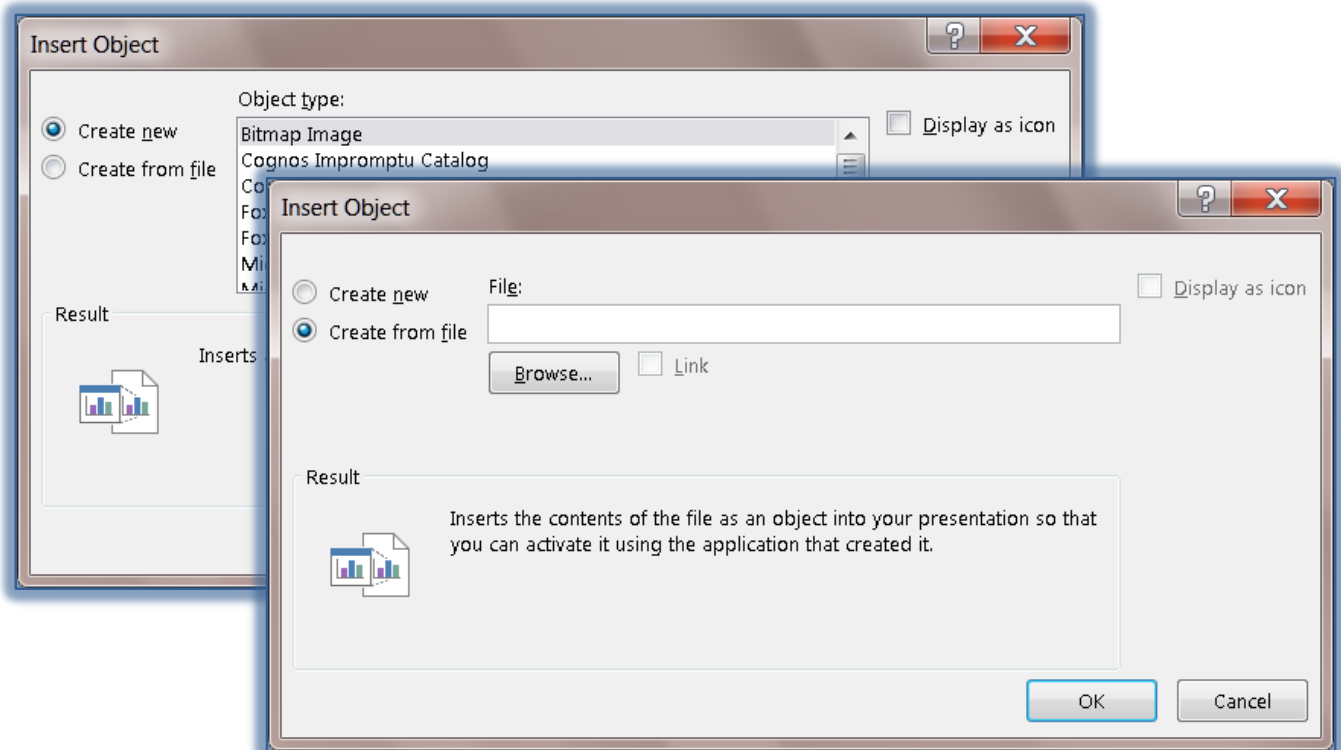 Insert Object
Object type:
Create new
Create from file
Bitmap Image
Cognos Impromptu Catalog
Display as icon
Result
Inserts
Insert Object
Create new
Create from file
File:
Browse...
Link
Display as icon
Result
Inserts the contents of the file as an object into your presentation so that
you can activate it using the application that created it.
OK
Cancel